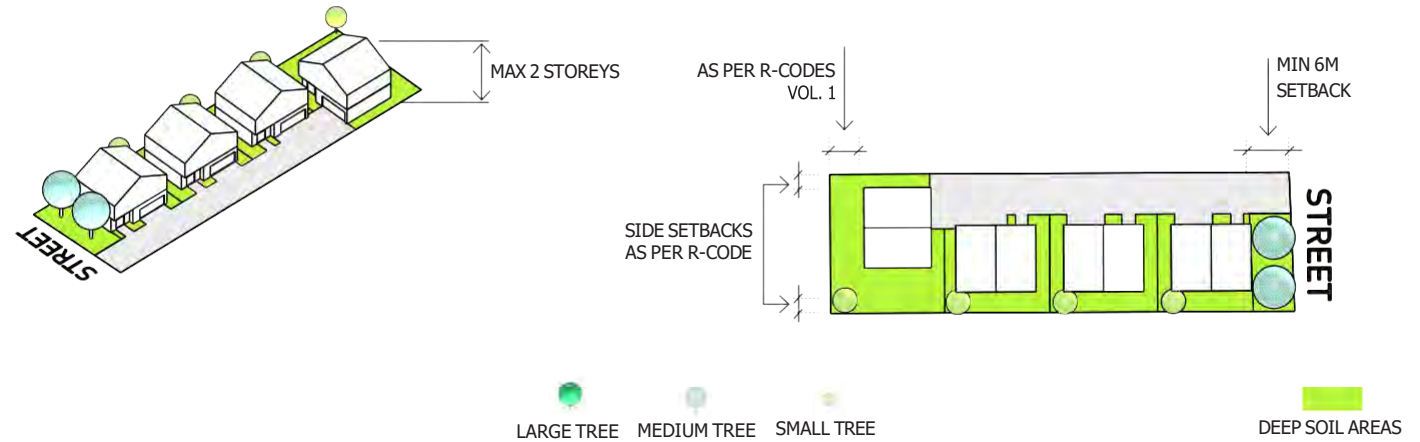 MAX 2 STOREYS
STREET
AS PER R-CODES
VOL. 1
MIN 6M
SETBACK
SIDE SETBACKS
AS PER R-CODE
STREET
LARGE TREE
MEDIUM TREE
SMALL TREE
DEEP SOIL AREAS